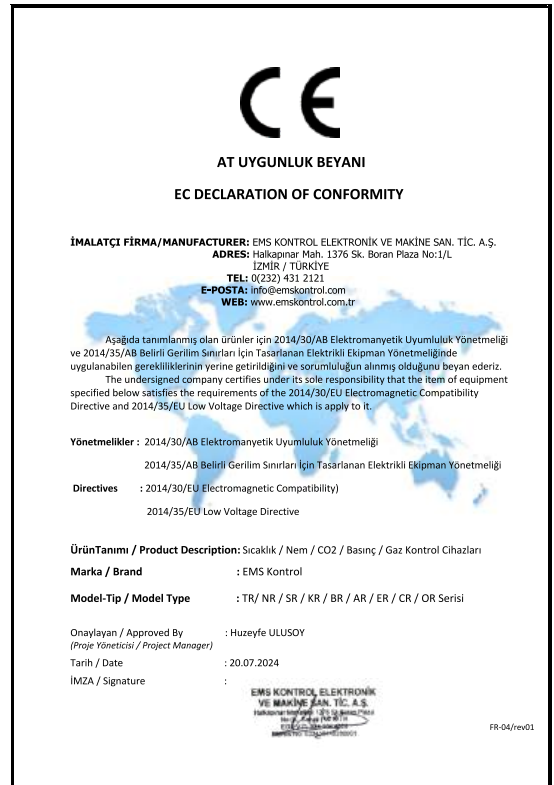 CE
AT UYGUNLUK BEYANI
EC DECLARATION OF CONFORMITY
İMALATÇI FİRMA/MANUFACTURER: EMS KONTROL ELEKTRONİK VE MAKİNE SAN. TİC. A.Ş.
ADRES: Halkapınar Mah. 1376 Sk. Boran Plaza No:1/L
İZMİR / TÜRKİYE
TEL: 0(232) 431 2121
E-POSTA: info@emskontrol.com
WEB: www.emskontrol.com.tr
Aşağıda tanımlanmış olan ürünler için 2014/30/AB Elektromanyetik Uyumluluk Yönetmeliği
ve 2014/35/AB Belirli Gerilim Sınırları İçin Tasarlanan Elektrikli Ekipman Yönetmeliğinde
uygulanabilen gerekliliklerinin yerine getirildiğini ve sorumluluğun alınmış olduğunu beyan ederiz.
The undersigned company certifies under its sole responsibility that the item of equipment
specified below satisfies the requirements of the 2014/30/EU Electromagnetic Compatibility
Directive and 2014/35/EU Low Voltage Directive which is apply to it.
Yönetmelikler : 2014/30/AB Elektromanyetik Uyumluluk Yönetmeliği
2014/35/AB Belirli Gerilim Sınırları İçin Tasarlanan Elektrikli Ekipman Yönetmeliği
Directives : 2014/30/EU Electromagnetic Compatibility)
2014/35/EU Low Voltage Directive
ÜrünTanımı / Product Description: Sıcaklık / Nem / CO2 / Basınç / Gaz Kontrol Cihazları
Marka / Brand : EMS Kontrol
Model-Tip / Model Type : TR/ NR / SR / KR / BR / AR / ER / CR / OR Serisi
Onaylayan / Approved By : Huzeyfe ULUSOY
(Proje Yöneticisi / Project Manager)
Tarih / Date : 20.07.2024
İMZA / Signature :
EMS KONTROL ELEKTRONİK
VE MAKİNE SAN. TİC. A.Ş.
FR-04/rev01